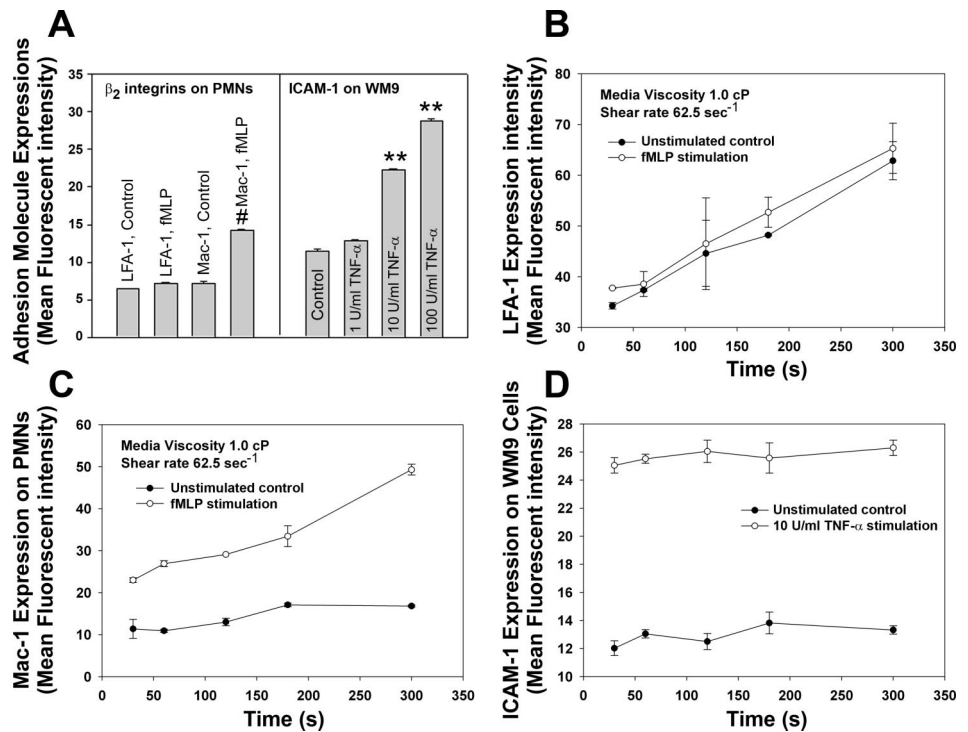 A
Adhesion Molecule Expressions
(Mean Fluorescent intensity)
35
30
25
20
15
10
5
0
β2 integrins on PMNs
ICAM-1 on WM9
LFA-1, Control
LFA-1, fMLP
Mac-1, Control
#
Mac-1, fMLP
Control
1 U/ml TNF-α
**
10 U/ml TNF-α
**
100 U/ml TNF-α
B
LFA-1 Expression intensity
(Mean Fluorescent intensity)
80
70
60
50
40
30
Media Viscosity 1.0 cP
Shear rate 62.5 sec-1
Unstimulated control
fMLP stimulation
0 50 100 150 200 250 300 350
Time (s)
C
Mac-1 Expression on PMNs
(Mean Fluorescent intensity)
60
50
40
30
20
10
0
Media Viscosity 1.0 cP
Shear rate 62.5 sec-1
Unstimulated control
fMLP stimulation
0 50 100 150 200 250 300 350
Time (s)
D
ICAM-1 Expression on WM9 Cells
(Mean Fluorescent intensity)
28
26
24
22
20
18
16
14
12
10
Unstimulated control
10 U/ml TNF-α stimulation
0 50 100 150 200 250 300 350
Time (s)